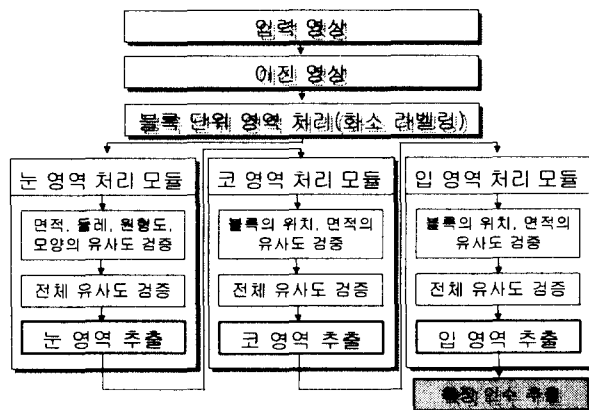 입력 영상
이진 영상
블록 단위 영역 처리(화소 라벨링)
눈 영역 처리 모듈
면적, 둘레, 원형도,
모양의 유사도 검증
전체 유사도 검증
눈 영역 추출
코 영역 처리 모듈
블록의 위치, 면적의
유사도 검증
전체 유사도 검증
코 영역 추출
입 영역 처리 모듈
블록의 위치, 면적의
유사도 검증
전체 유사도 검증
입 영역 추출
특징 인수 추출